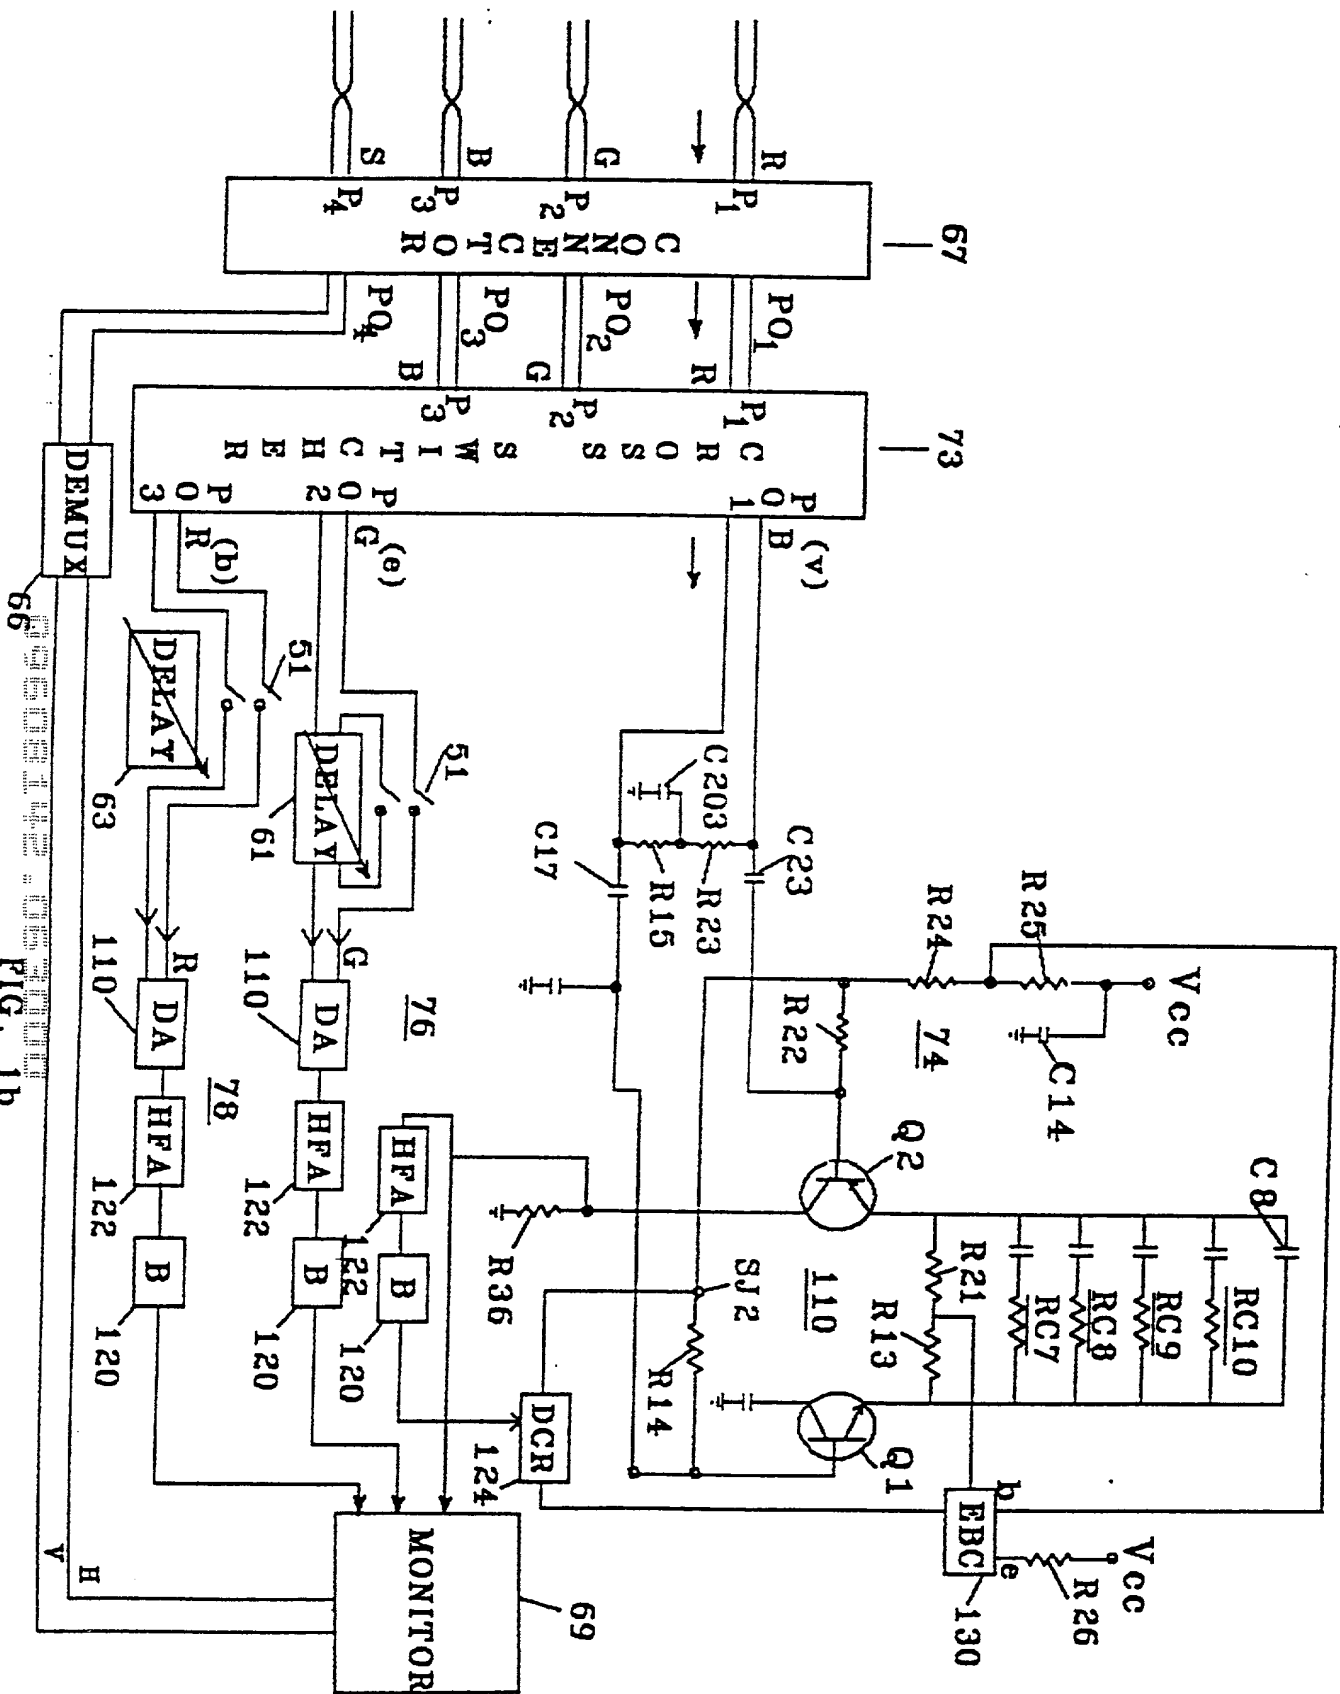 R
G
B
S
P1
P2
P3
P4
CONNECTOR
67
PO1
PO2
PO3
PO4
R
G
B
P1
P2
P3
CROSS SWITCHER
73
PO1
PO2
PO3
B (v)
G (e)
R (b)
DEMUX
66
51
DELAY
63
51
DELAY
61
C 203
C17
R15
R23
C 23
R24
R25
Vcc
C14
R22
74
Q2
C 8
RC10
RC9
RC8
RC7
R21
R13
110
Q1
R14
SJ2
R36
G
R
76
78
110
DA
110
DA
HFA
122
HFA
122
HFA
122
B
120
B
120
B
120
DCR
124
b
EBC
e
130
R26
Vcc
MONITOR
69
H
V
FIG. 1b